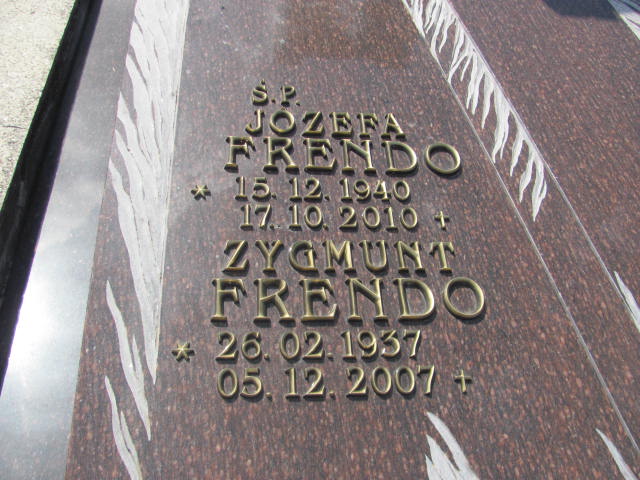 Ś.P.
JÓZEFA
FRENDO
* 15.12.1940
17.10.2010 +
ZYGMUNT
FRENDO
* 26.02.1937
05.12.2007 +